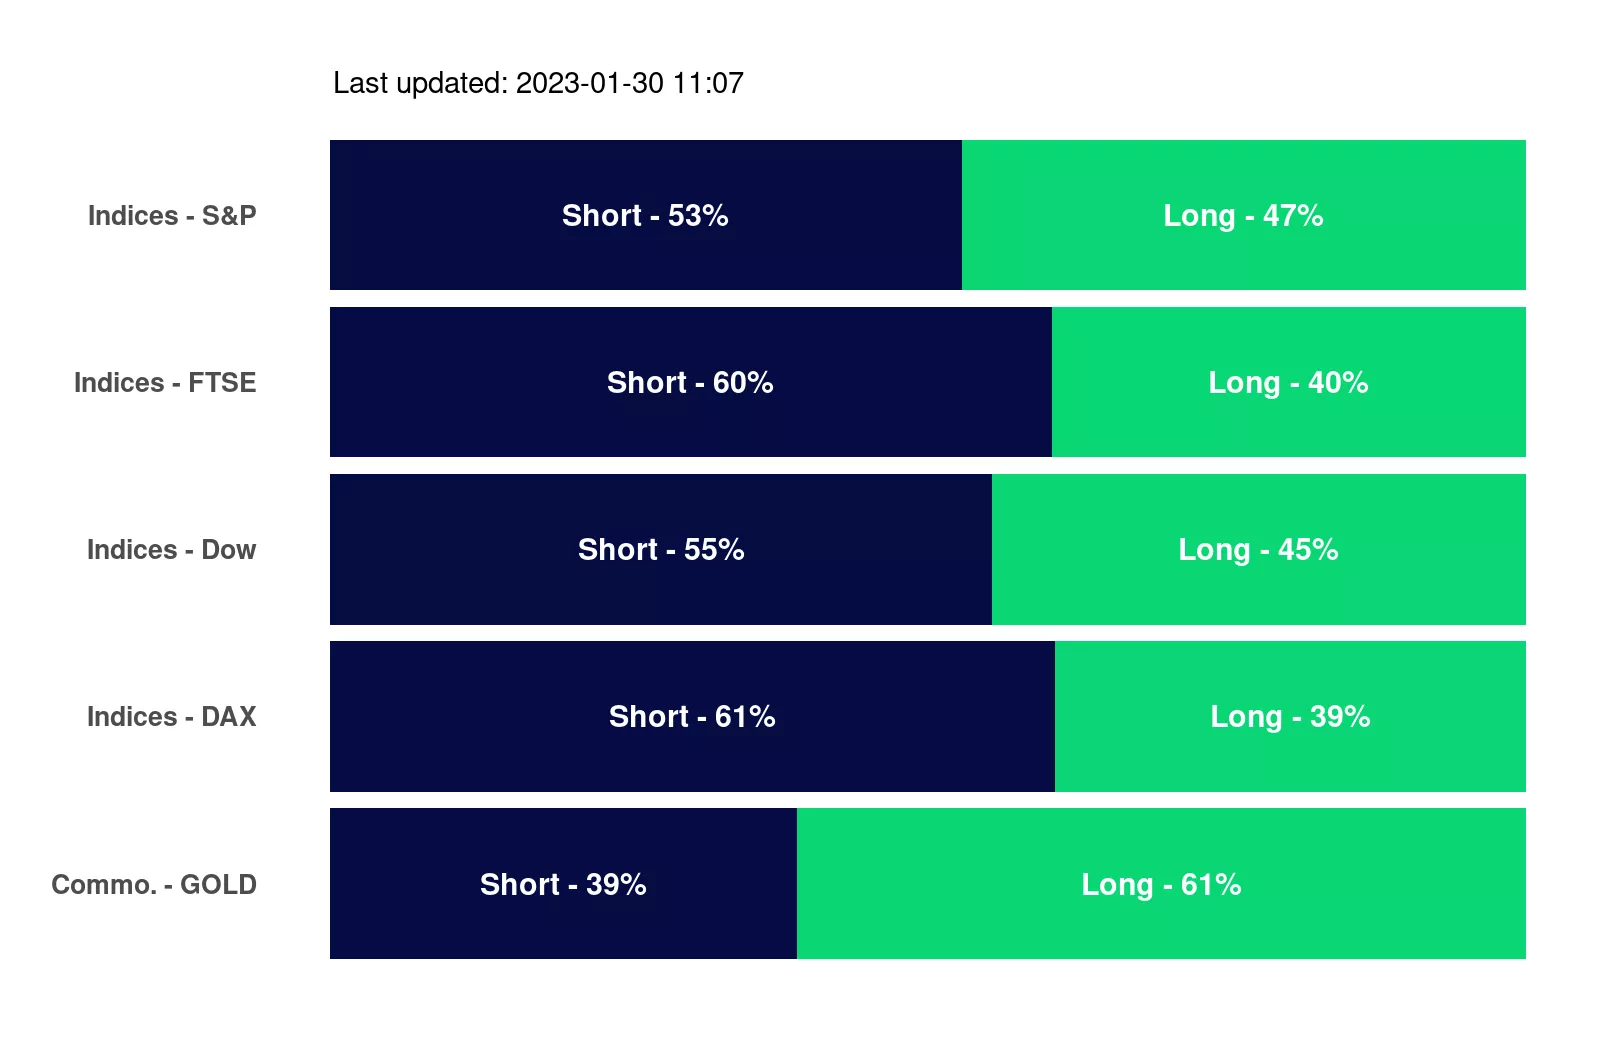 Last updated: 2023-01-30 11:07
Indices - S&P Short - 53% Long - 47%
Indices - FTSE Short - 60% Long - 40%
Indices - Dow Short - 55% Long - 45%
Indices - DAX Short - 61% Long - 39%
Commo. - GOLD Short - 39% Long - 61%